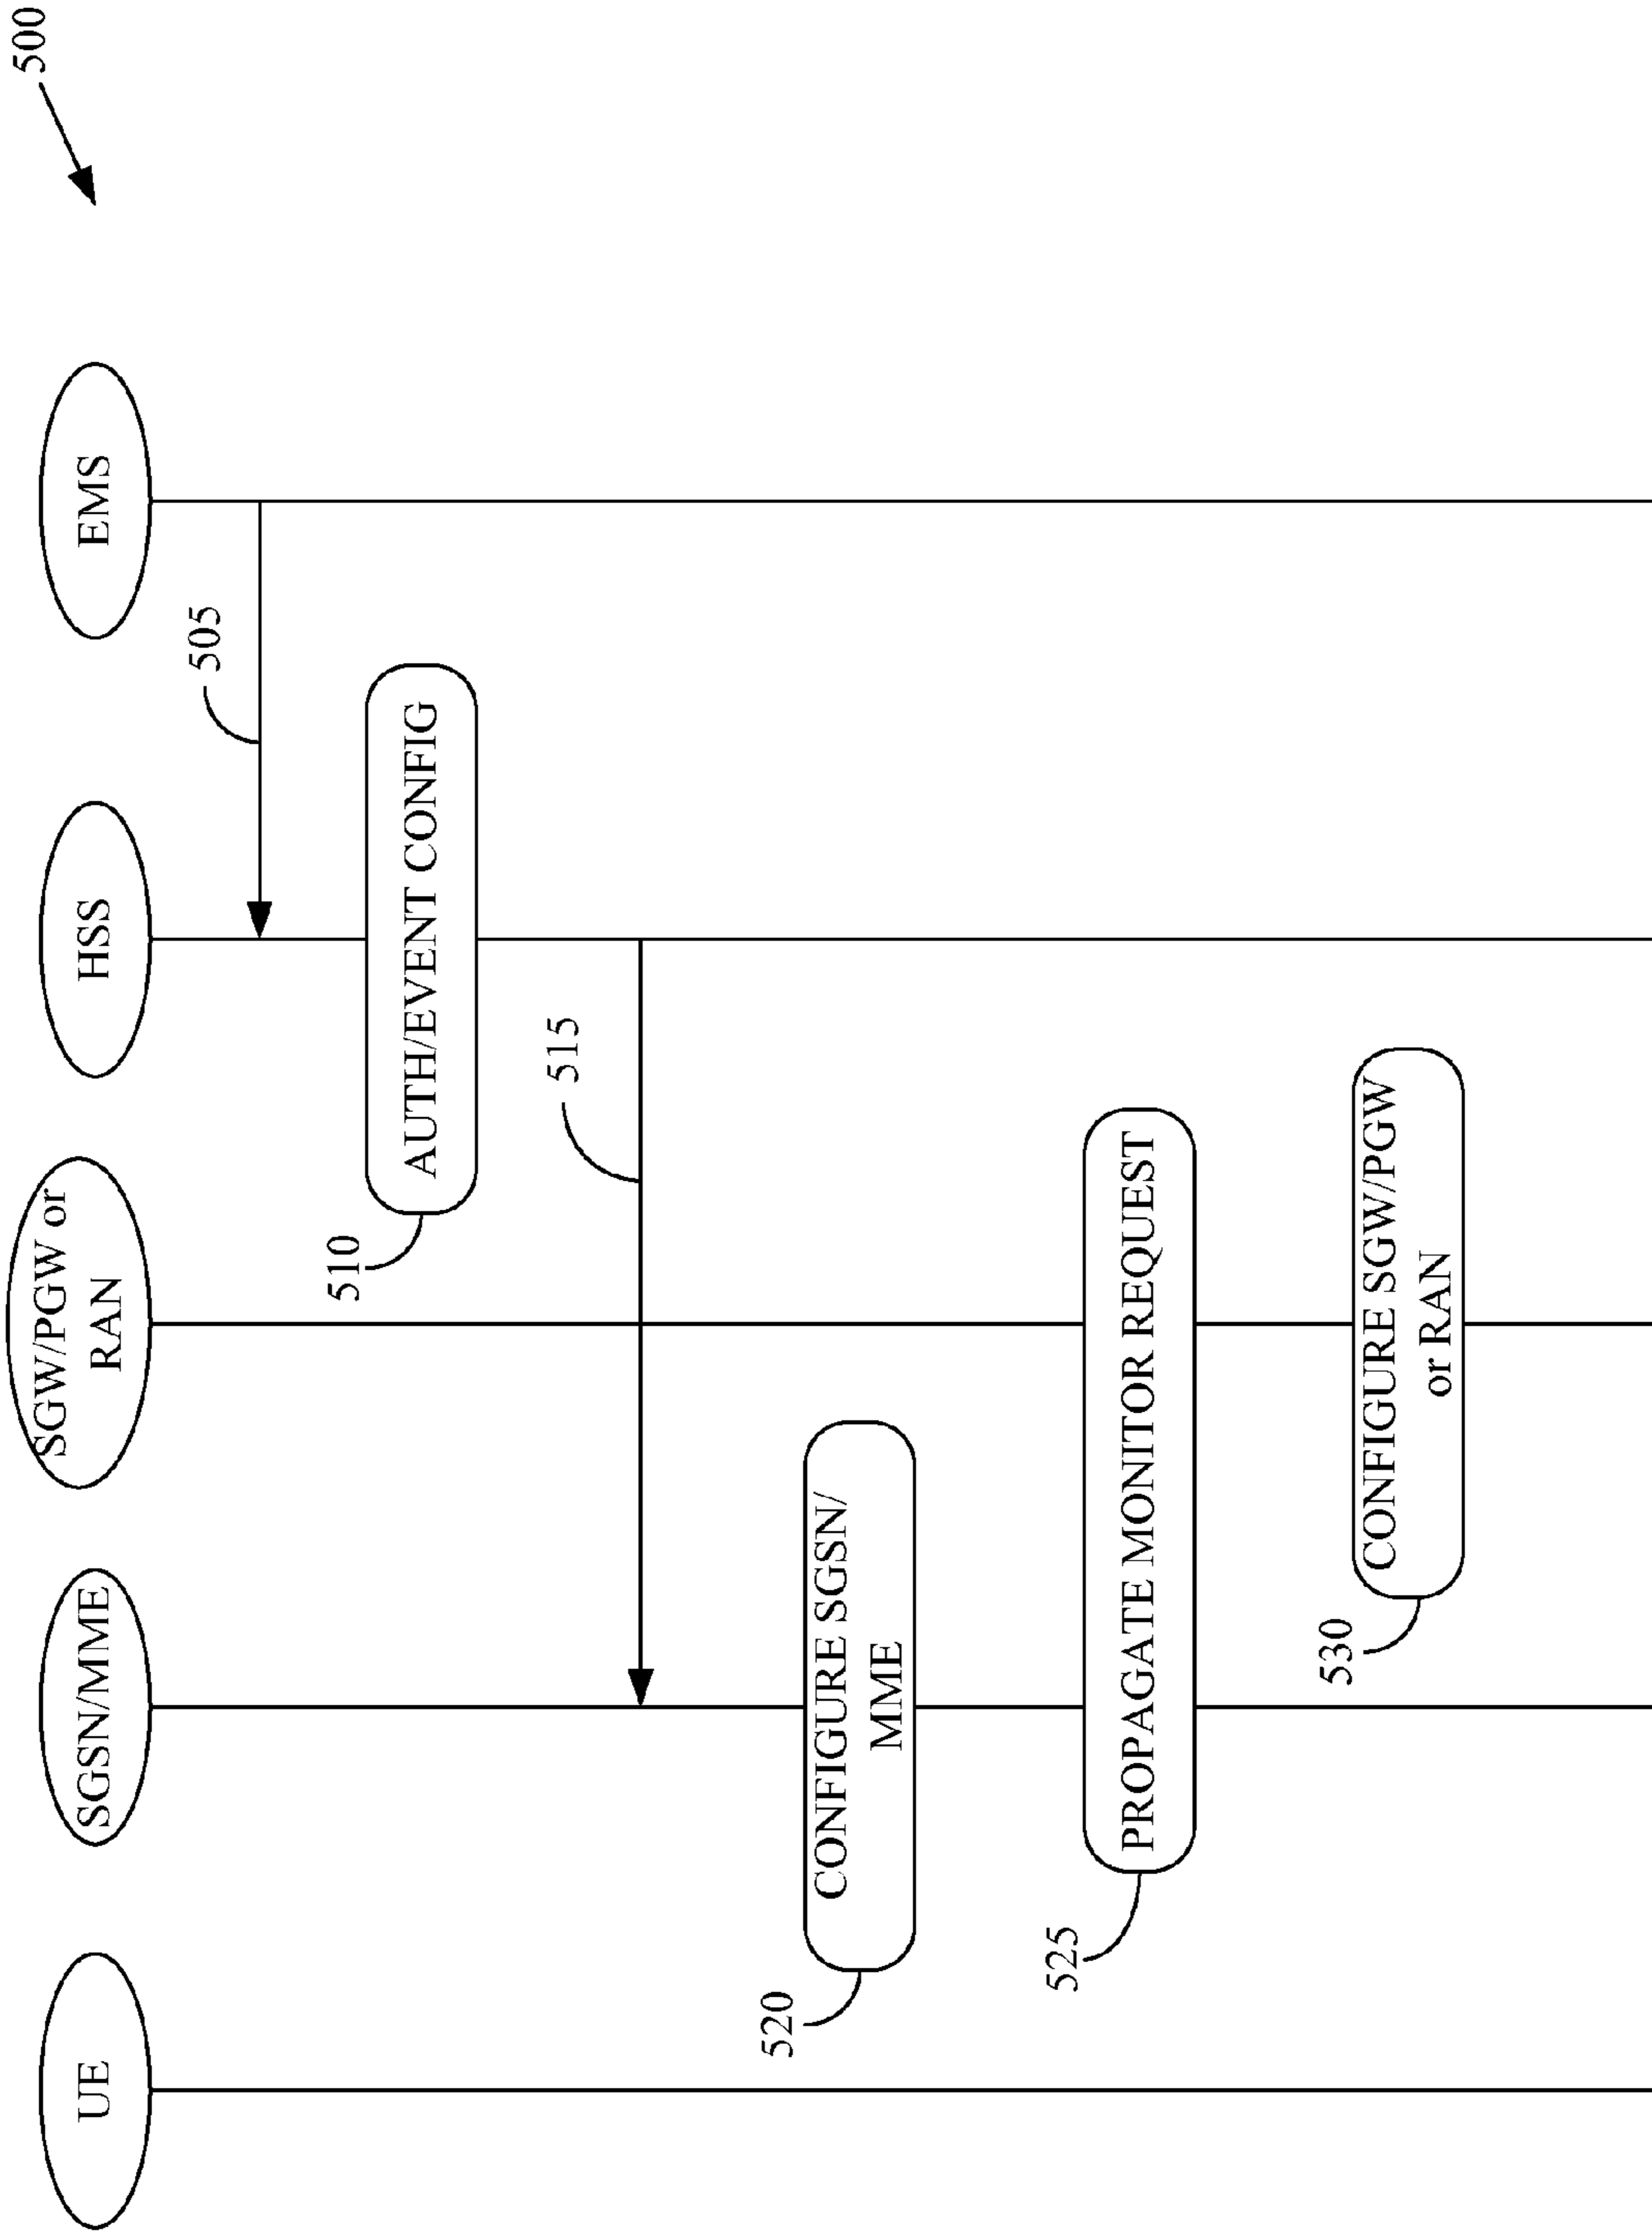 500
UE
SGSN/MME
SGW/PGW or
RAN
HSS
EMS
505
510
AUTH/EVENT CONFIG
515
520
CONFIGURE SGSN/
MME
525
PROPAGATE MONITOR REQUEST
530
CONFIGURE SGW/PGW
or RAN